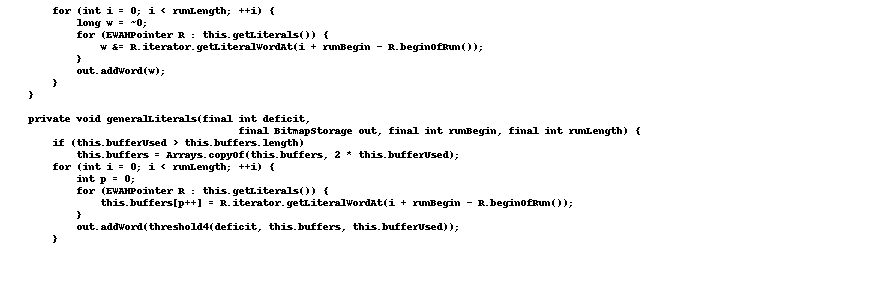 for (int i = 0; i < runLength; ++i) {
long w = ~0;
for (EWAHPointer R : this.getLiterals()) {
w &= R.iterator.getLiteralWordAt(i + runBegin - R.beginOfRun());
}
out.addWord(w);
}
}
private void generalLiterals(final int deficit,
final BitmapStorage out, final int runBegin, final int runLength) {
if (this.bufferUsed > this.buffers.length)
this.buffers = Arrays.copyOf(this.buffers, 2 * this.bufferUsed);
for (int i = 0; i < runLength; ++i) {
int p = 0;
for (EWAHPointer R : this.getLiterals()) {
this.buffers[p++] = R.iterator.getLiteralWordAt(i + runBegin - R.beginOfRun());
}
out.addWord(threshold4(deficit, this.buffers, this.bufferUsed));
}